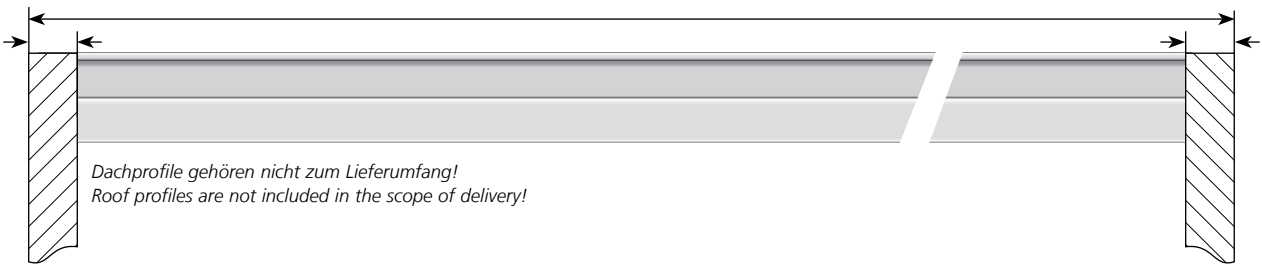 Dachprofile gehören nicht zum Lieferumfang!
Roof profiles are not included in the scope of delivery!